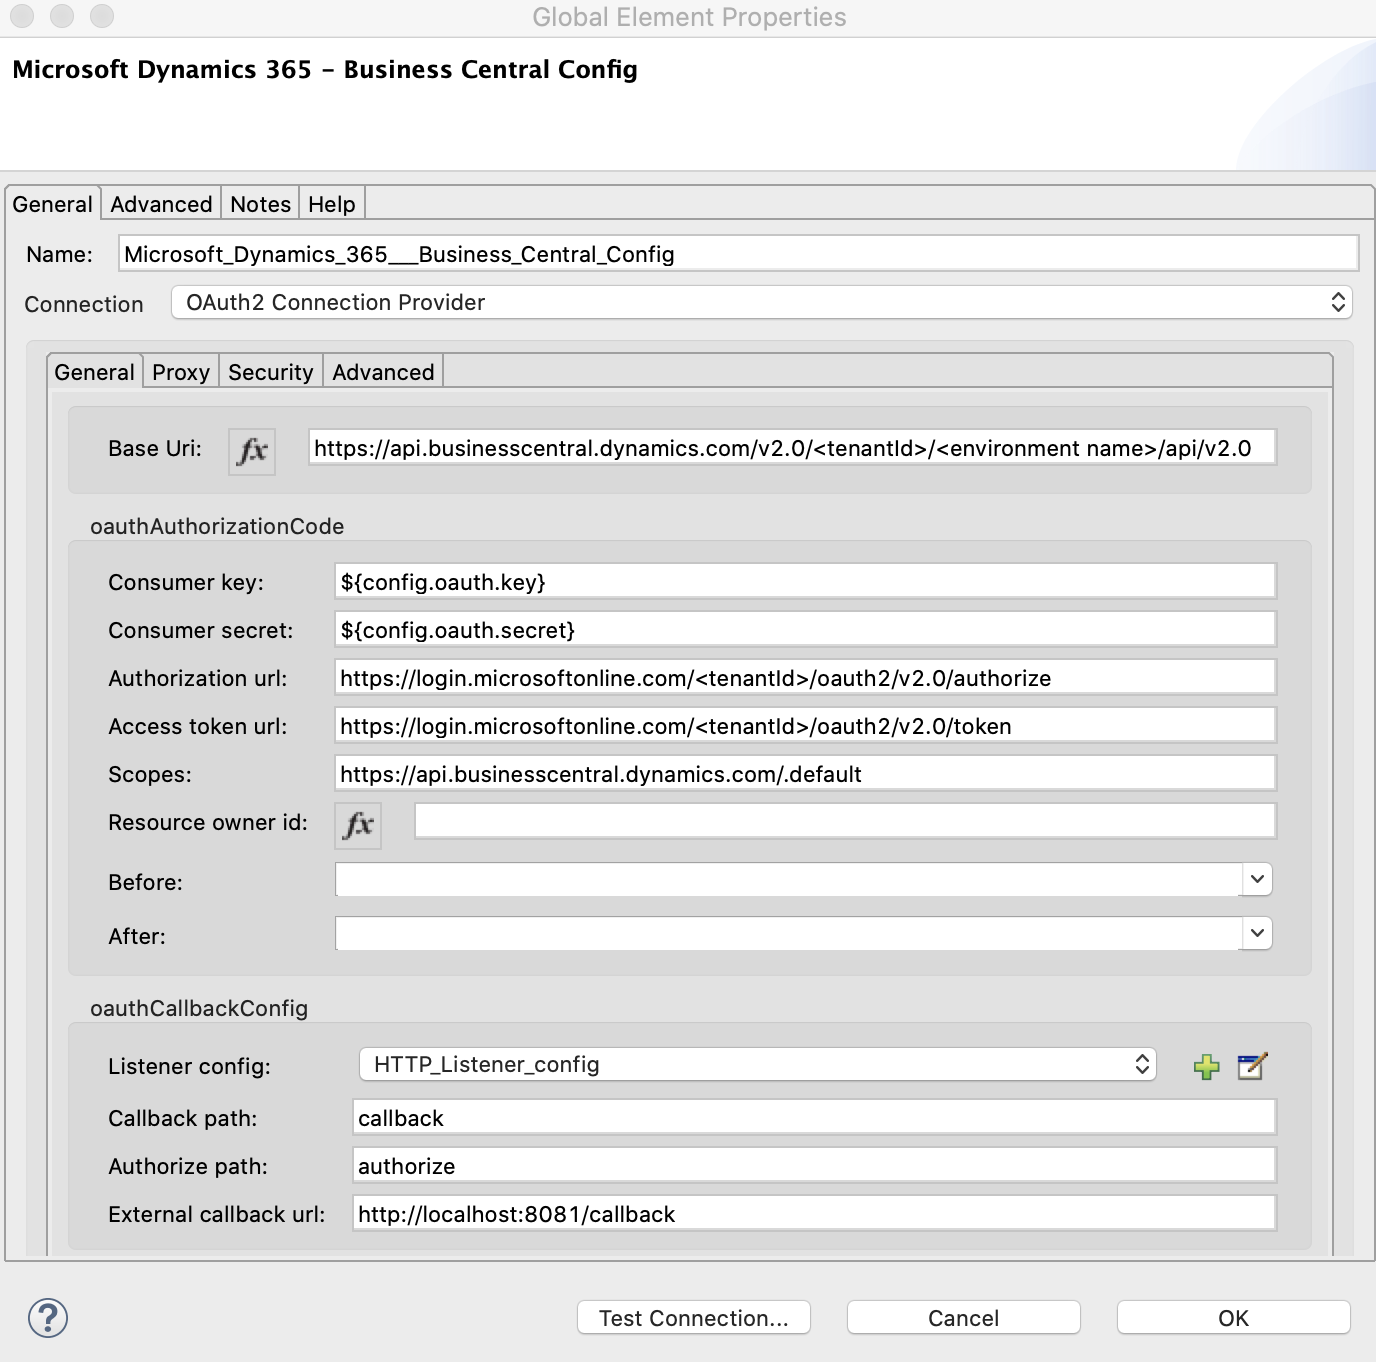 Global Element Properties
Microsoft Dynamics 365 – Business Central Config
General Advanced Notes Help
Name: Microsoft_Dynamics_365___Business_Central_Config
Connection OAuth2 Connection Provider
General Proxy Security Advanced
Base Uri: fx https://api.businesscentral.dynamics.com/v2.0/<tenantId>/<environment name>/api/v2.0
oauthAuthorizationCode
Consumer key: ${config.oauth.key}
Consumer secret: ${config.oauth.secret}
Authorization url: https://login.microsoftonline.com/<tenantId>/oauth2/v2.0/authorize
Access token url: https://login.microsoftonline.com/<tenantId>/oauth2/v2.0/token
Scopes: https://api.businesscentral.dynamics.com/.default
Resource owner id: fx
Before:
After:
oauthCallbackConfig
Listener config: HTTP_Listener_config
Callback path: callback
Authorize path: authorize
External callback url: http://localhost:8081/callback
? Test Connection... Cancel OK